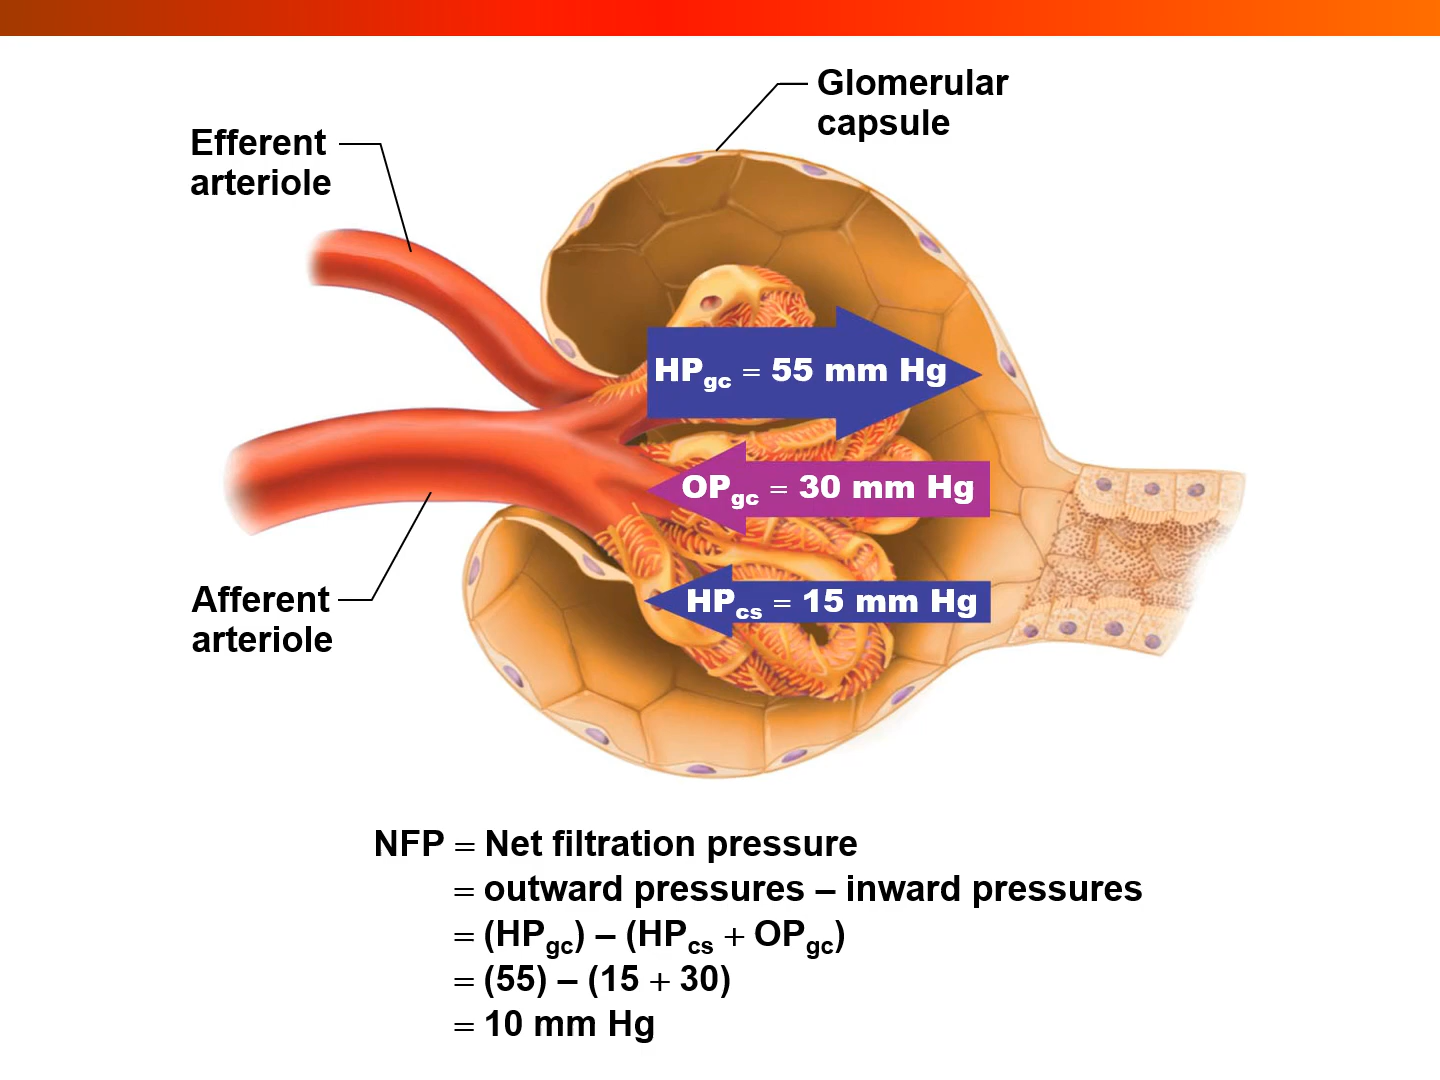 Glomerular
capsule
Efferent
arteriole
HPgc = 55 mm Hg
OPgc = 30 mm Hg
HPcs = 15 mm Hg
Afferent
arteriole
NFP = Net filtration pressure
= outward pressures – inward pressures
= (HPgc) – (HPcs + OPgc)
= (55) – (15 + 30)
= 10 mm Hg